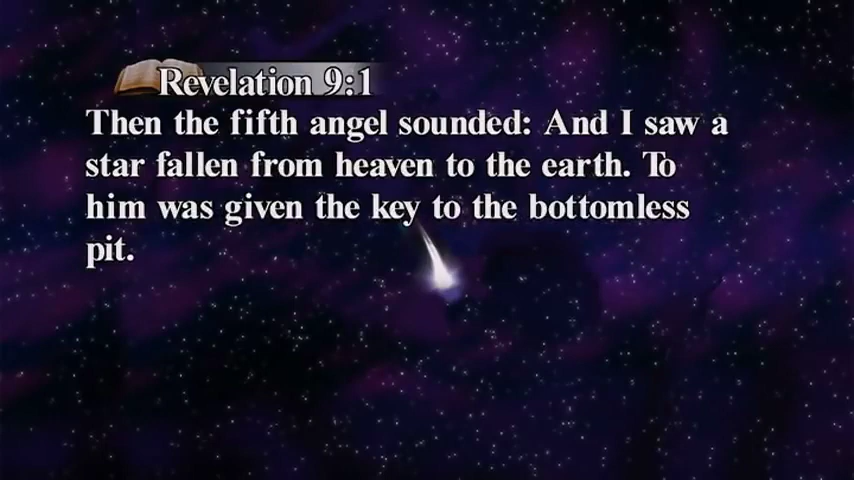 Revelation 9:1
Then the fifth angel sounded: And I saw a
star fallen from heaven to the earth. To
him was given the key to the bottomless
pit.